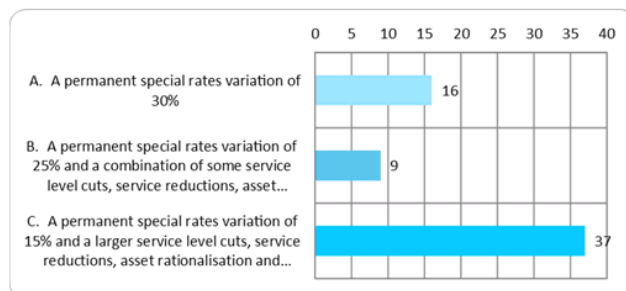 0 5 10 15 20 25 30 35 40
A. A permanent special rates variation of
30%
16
B. A permanent special rates variation of
25% and a combination of some service
level cuts, service reductions, asset...
9
C. A permanent special rates variation of
15% and a larger service level cuts, service
reductions, asset rationalisation and...
37